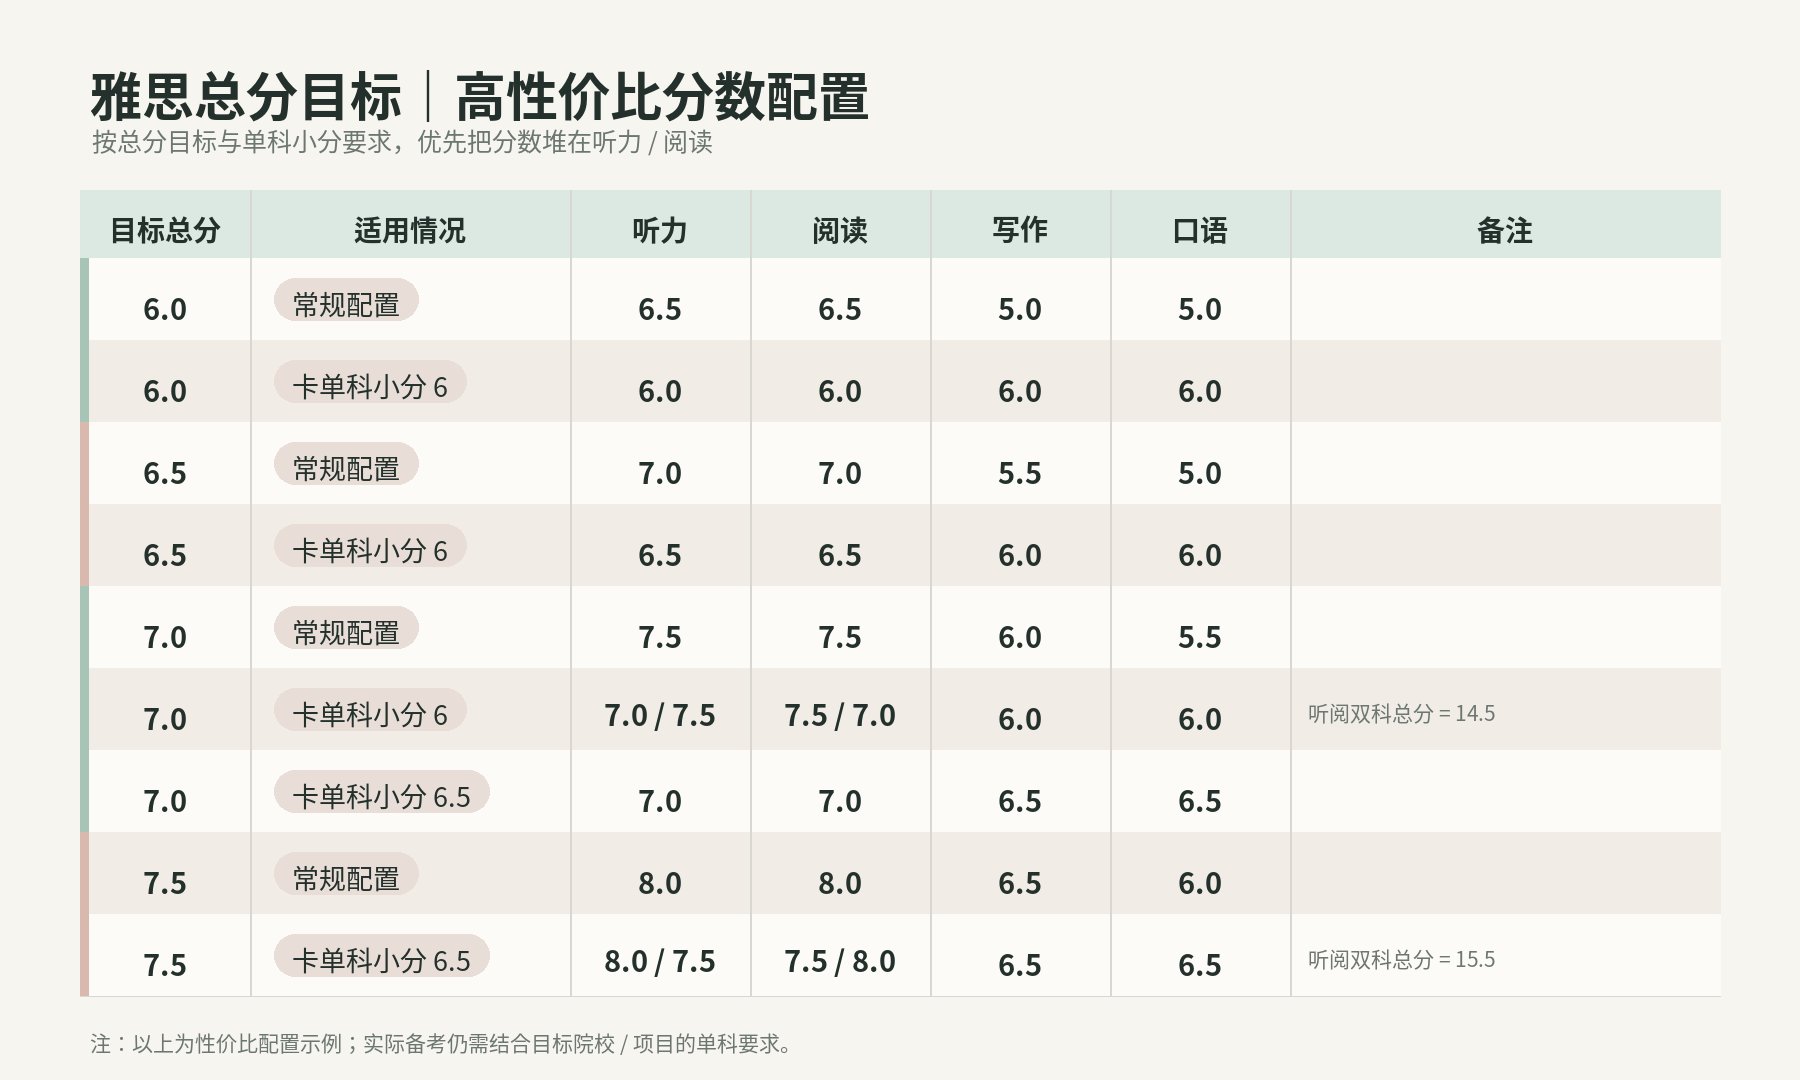 雅思总分目标｜高性价比分数配置
按总分目标与单科小分要求，优先把分数堆在听力 / 阅读
目标总分 适用情况 听力 阅读 写作 口语 备注
6.0 常规配置 6.5 6.5 5.0 5.0
6.0 卡单科小分 6 6.0 6.0 6.0 6.0
6.5 常规配置 7.0 7.0 5.5 5.0
6.5 卡单科小分 6 6.5 6.5 6.0 6.0
7.0 常规配置 7.5 7.5 6.0 5.5
7.0 卡单科小分 6 7.0 / 7.5 7.5 / 7.0 6.0 6.0 听阅双科总分 = 14.5
7.0 卡单科小分 6.5 7.0 7.0 6.5 6.5
7.5 常规配置 8.0 8.0 6.5 6.0
7.5 卡单科小分 6.5 8.0 / 7.5 7.5 / 8.0 6.5 6.5 听阅双科总分 = 15.5
注：以上为性价比配置示例；实际备考仍需结合目标院校 / 项目的单科要求。